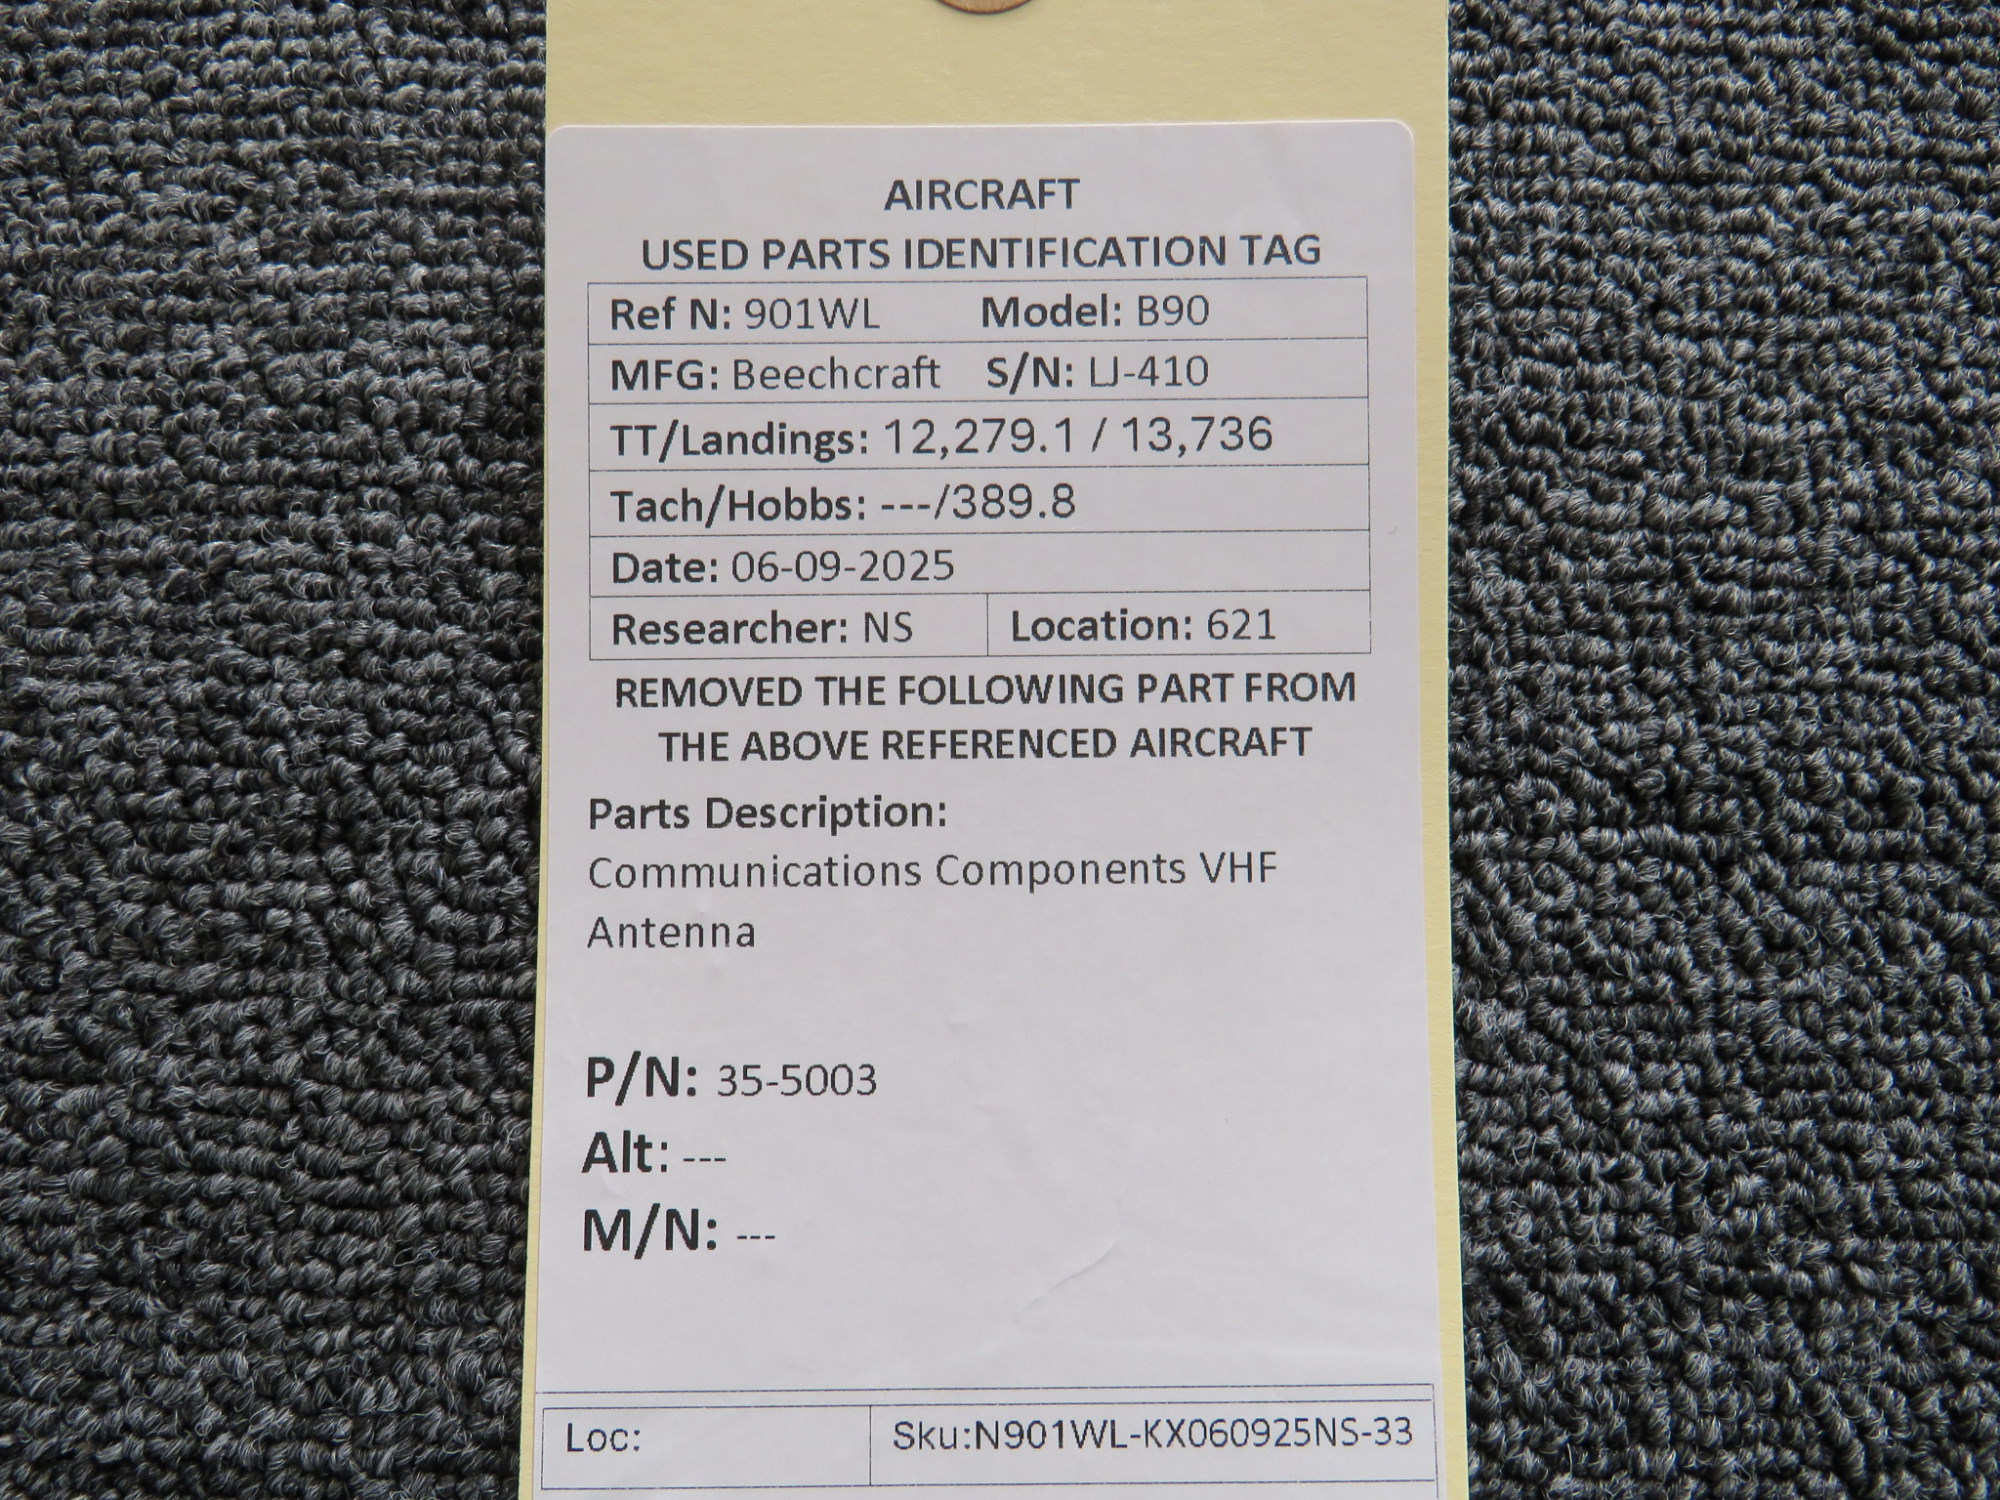 AIRCRAFT
USED PARTS IDENTIFICATION TAG
Ref N: 901WL Model: B90
MFG: Beechcraft S/N: LJ-410
TT/Landings: 12,279.1 / 13,736
Tach/Hobbs: ---/389.8
Date: 06-09-2025
Researcher: NS Location: 621
REMOVED THE FOLLOWING PART FROM
THE ABOVE REFERENCED AIRCRAFT
Parts Description:
Communications Components VHF
Antenna
P/N: 35-5003
Alt: ---
M/N: ---
Loc: Sku:N901WL-KX060925NS-33